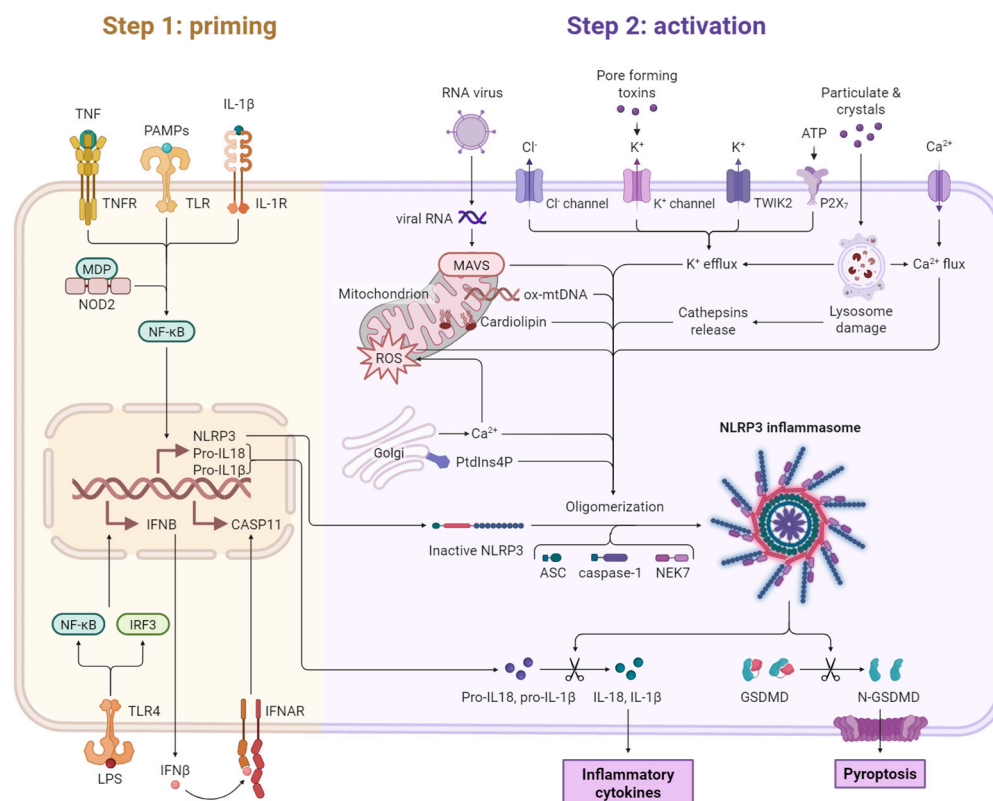 Step 1: priming
Step 2: activation
TNF
PAMPs
IL-1β
TNFR
TLR
IL-1R
MDP
NOD2
NF-κB
NLRP3
Pro-IL18
Pro-IL1β
IFNB
CASP11
NF-κB
IRF3
TLR4
LPS
IFNβ
IFNAR
RNA virus
Pore forming
toxins
Particulate &
crystals
Cl⁻
K⁺
K⁺
ATP
Ca²⁺
Cl⁻ channel
K⁺ channel
TWIK2
P2X₇
viral RNA
MAVS
K⁺ efflux
Ca²⁺ flux
Mitochondrion
ox-mtDNA
Cardiolipin
Cathepsins
release
Lysosome
damage
ROS
Golgi
Ca²⁺
PtdIns4P
NLRP3 inflammasome
Oligomerization
Inactive NLRP3
ASC
caspase-1
NEK7
Pro-IL18, pro-IL-1β
IL-18, IL-1β
GSDMD
N-GSDMD
Inflammatory
cytokines
Pyroptosis